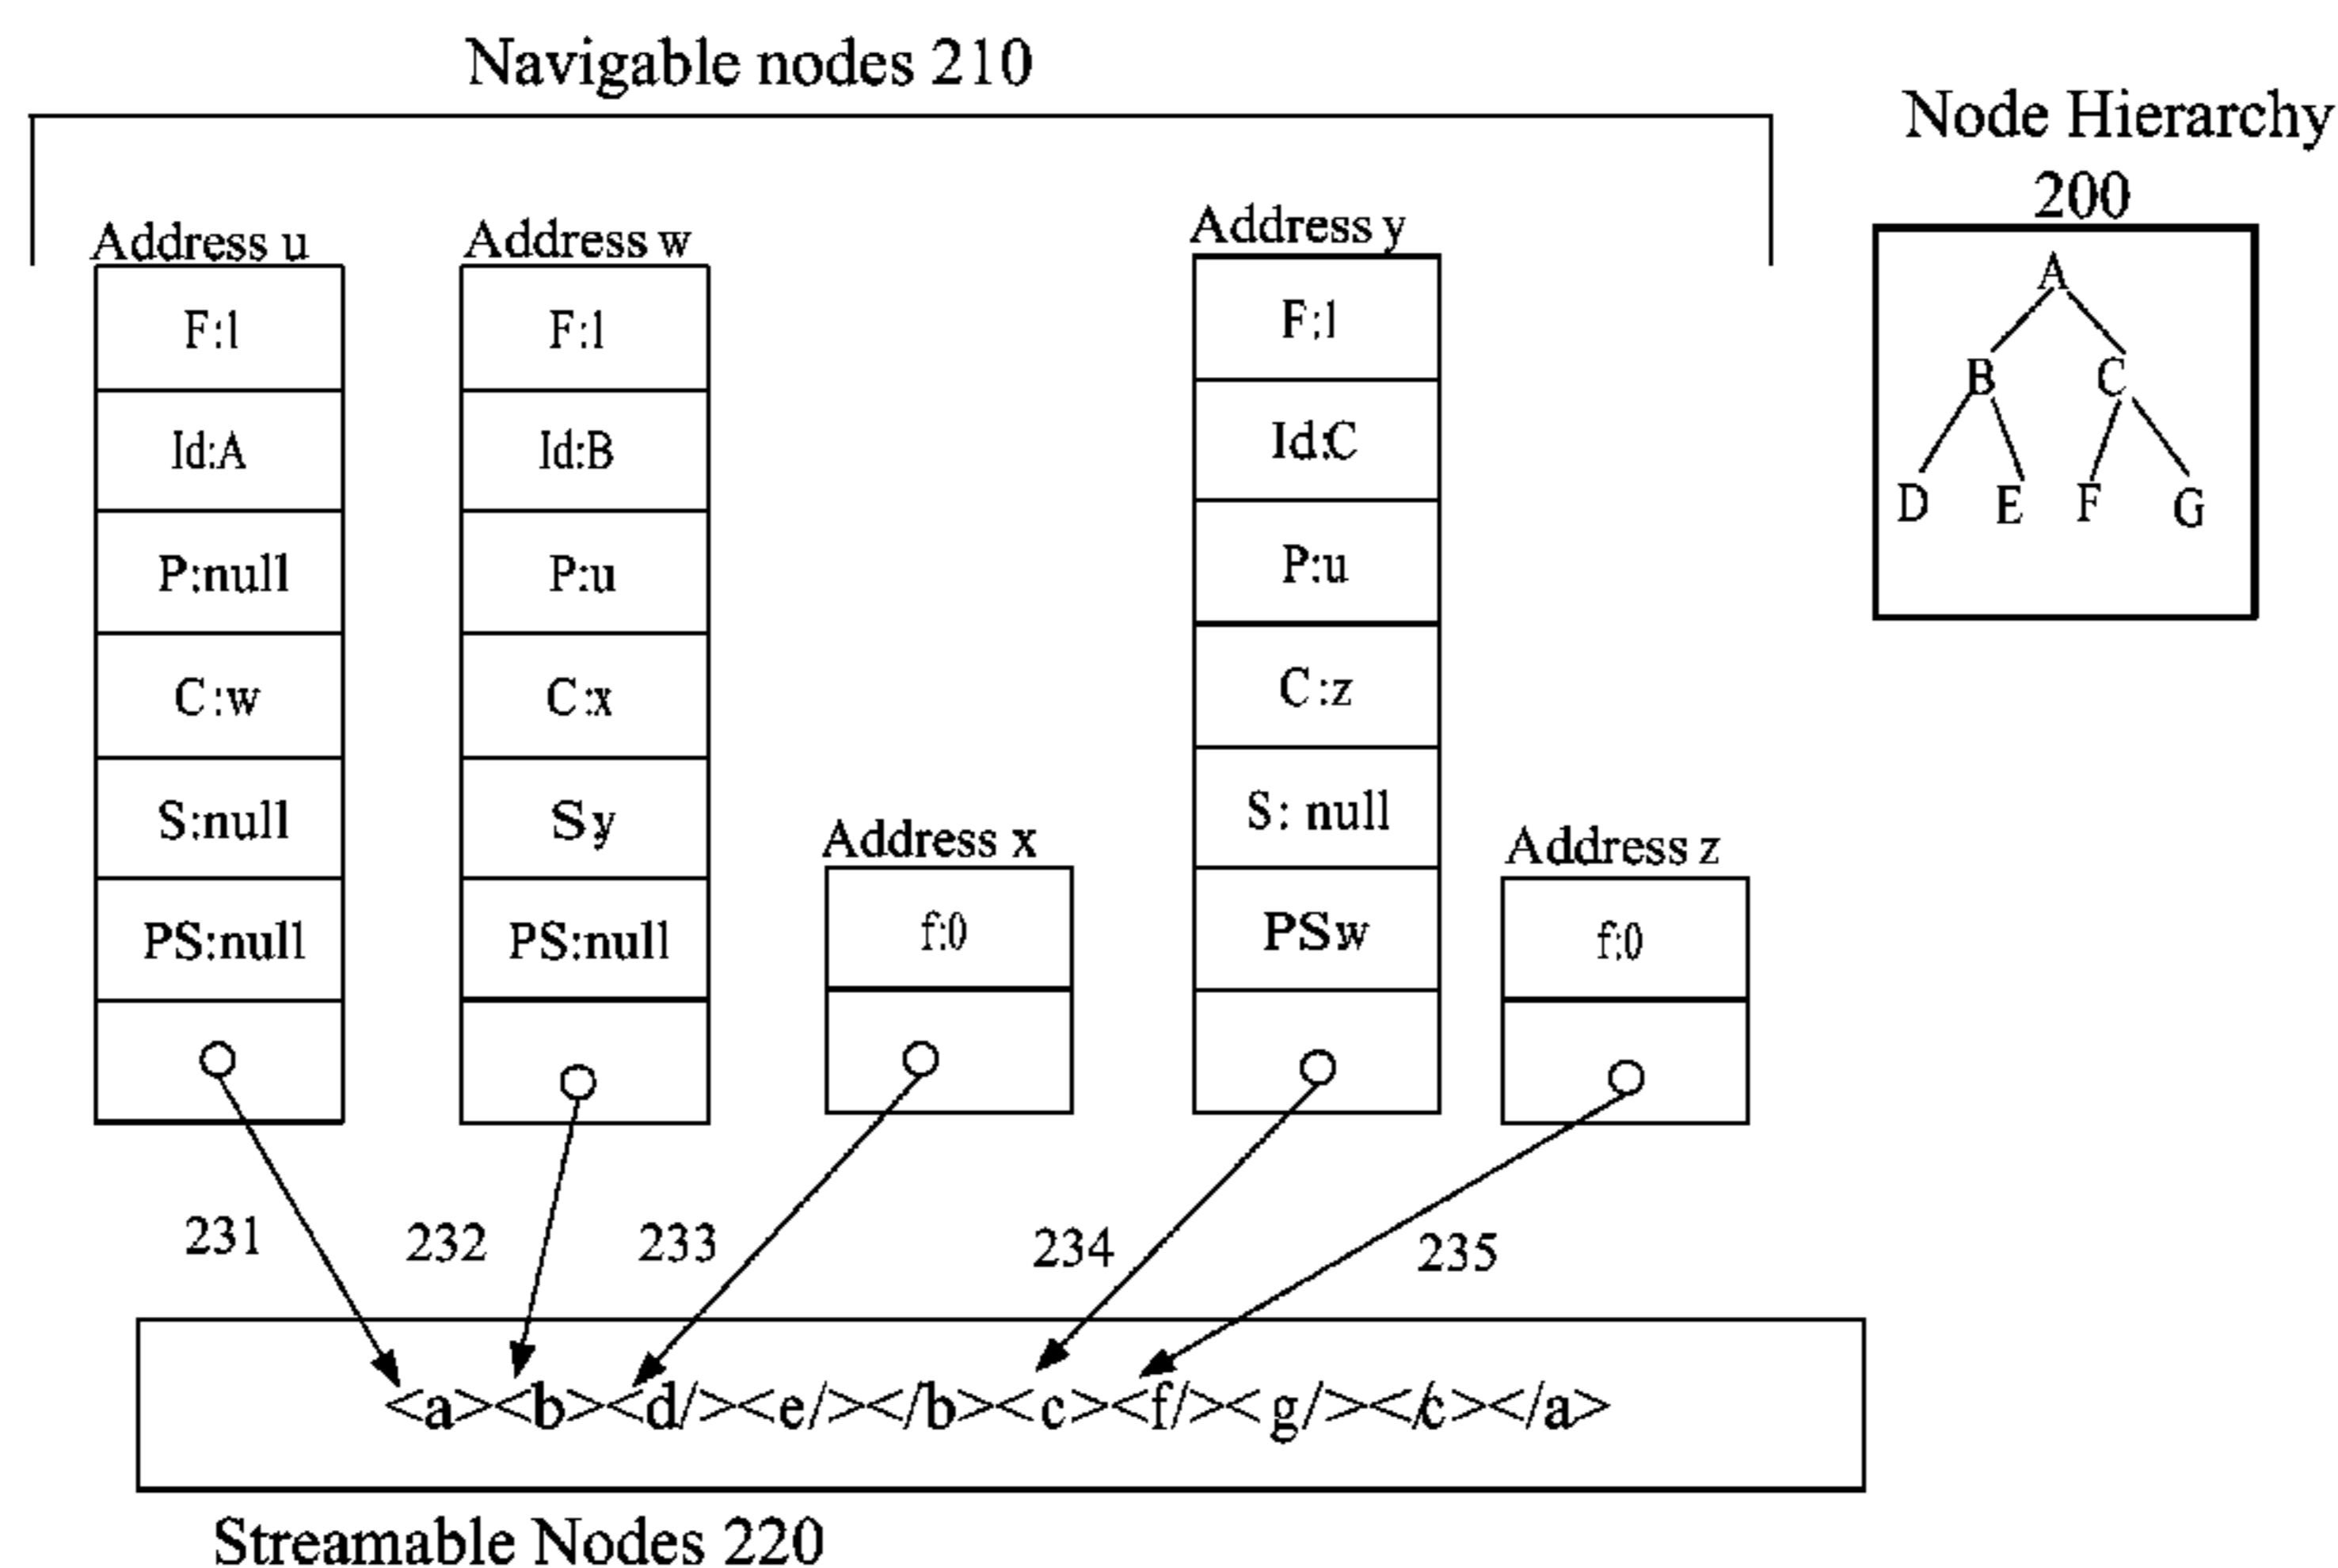 Navigable nodes 210
Node Hierarchy
200
A
B C
D E F G
Address u
F:1
Id:A
P:null
C:w
S:null
PS:null
Address w
F:1
Id:B
P:u
C:x
Sy
PS:null
Address x
f:0
Address y
F:1
Id:C
P:u
C:z
S: null
PSw
Address z
f:0
231
232
233
234
235
<a><b><d/><e/></b><c><f/><g/></c></a>
Streamable Nodes 220